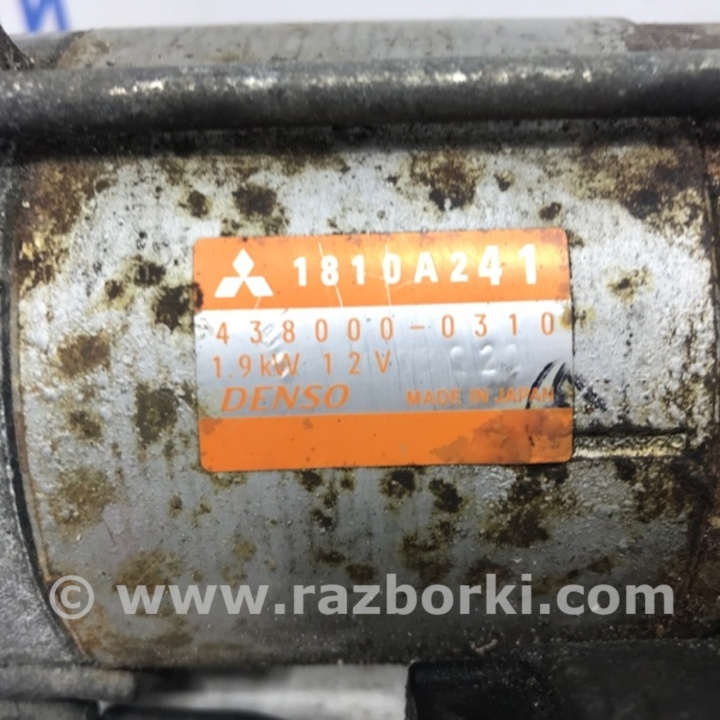 1810A241
438000-0310
1.9kW 12V
DENSO MADE IN JAPAN
© www.razborki.com